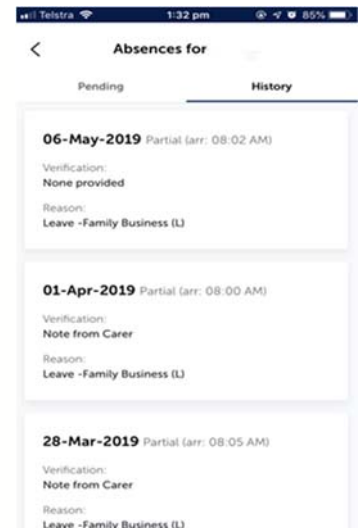 Telstra 1:32 pm 85%
Absences for
Pending History
06-May-2019 Partial (arr: 08:02 AM)
Verification:
None provided
Reason:
Leave -Family Business (L)
01-Apr-2019 Partial (arr: 08:00 AM)
Verification:
Note from Carer
Reason:
Leave -Family Business (L)
28-Mar-2019 Partial (arr: 08:05 AM)
Verification:
Note from Carer
Reason:
Leave -Family Business (L)